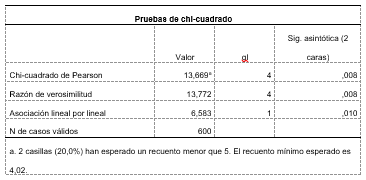 Pruebas de chi-cuadrado
Sig. asintótica (2
Valor gl caras)
Chi-cuadrado de Pearson 13,669ª 4 ,008
Razón de verosimilitud 13,772 4 ,008
Asociación lineal por lineal 6,583 1 ,010
N de casos válidos 600
a. 2 casillas (20,0%) han esperado un recuento menor que 5. El recuento mínimo esperado es
4,02.